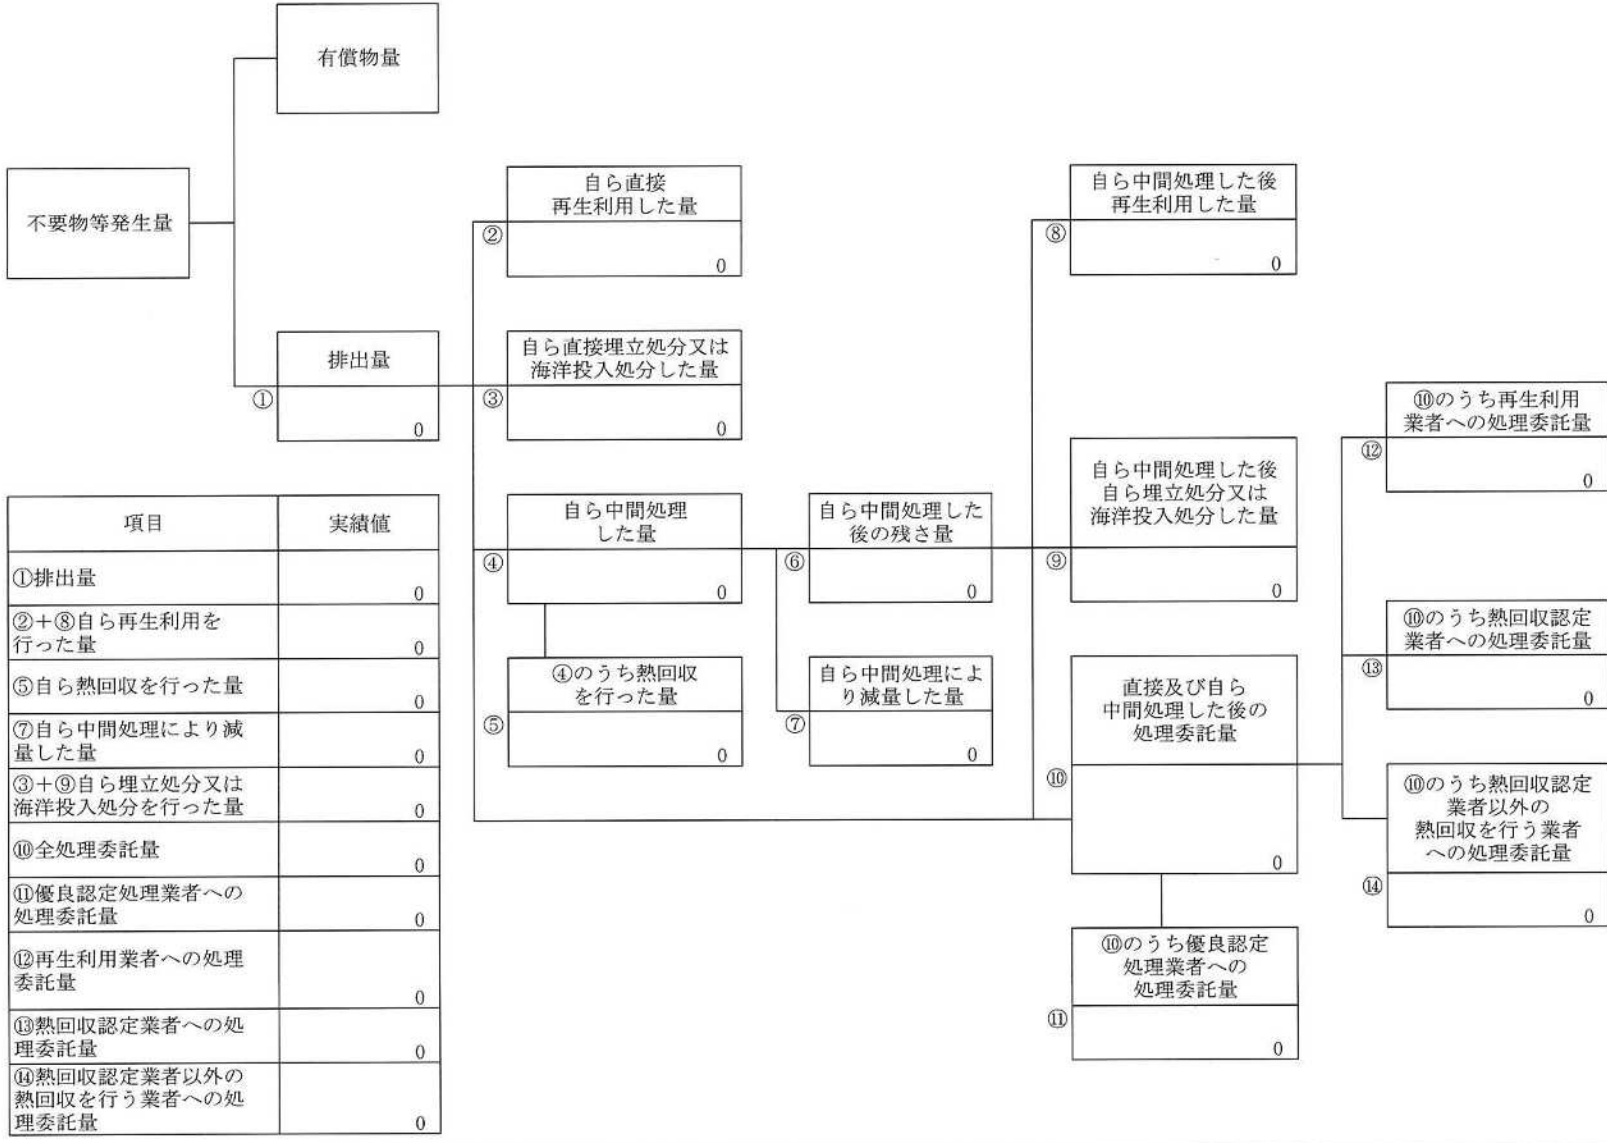 有償物量
不要物等発生量
排出量
①
0
自ら直接
再生利用した量
②
0
自ら直接埋立処分又は
海洋投入処分した量
③
0
自ら中間処理
した量
④
0
④のうち熱回収
を行った量
⑤
0
自ら中間処理した
後の残さ量
⑥
0
自ら中間処理によ
り減量した量
⑦
0
自ら中間処理した後
再生利用した量
⑧
0
自ら中間処理した後
自ら埋立処分又は
海洋投入処分した量
⑨
0
直接及び自ら
中間処理した後の
処理委託量
⑩
0
⑩のうち優良認定
処理業者への
処理委託量
⑪
0
⑩のうち再生利用
業者への処理委託量
⑫
0
⑩のうち熱回収認定
業者への処理委託量
⑬
0
⑩のうち熱回収認定
業者以外の
熱回収を行う業者
への処理委託量
⑭
0
項目 実績値
①排出量
0
②+⑧自ら再生利用を
行った量
0
⑤自ら熱回収を行った量
0
⑦自ら中間処理により減
量した量
0
③+⑨自ら埋立処分又は
海洋投入処分を行った量
0
⑩全処理委託量
0
⑪優良認定処理業者への
処理委託量
0
⑫再生利用業者への処理
委託量
0
⑬熱回収認定業者への処
理委託量
0
⑭熱回収認定業者以外の
熱回収を行う業者への処
理委託量
0